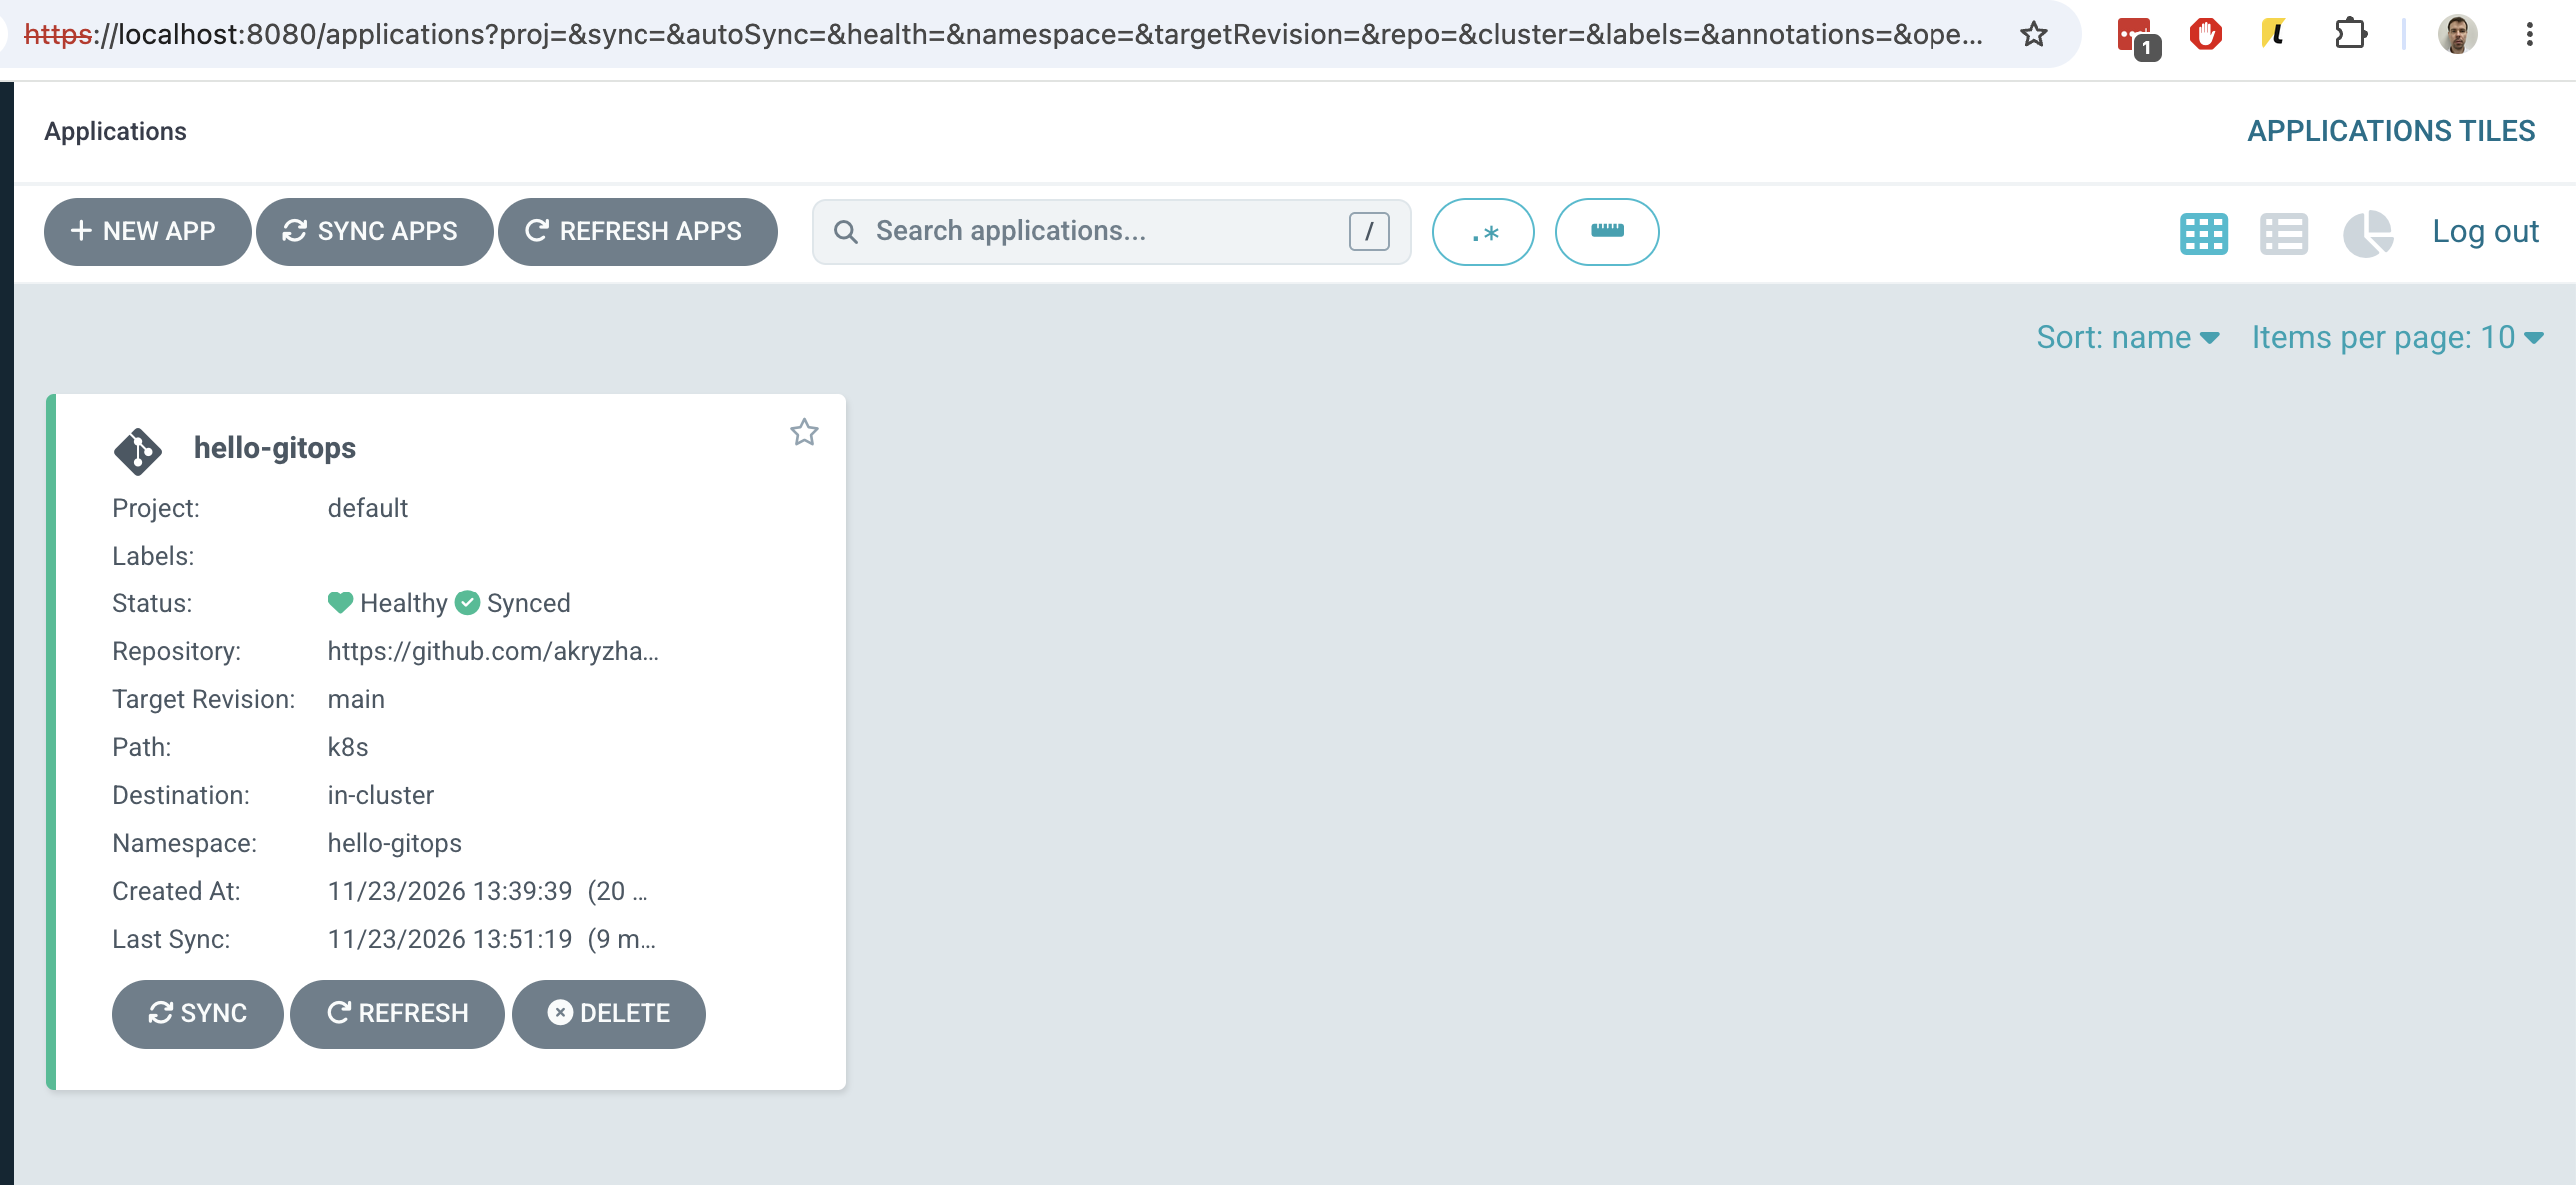 https://localhost:8080/applications?proj=&sync=&autoSync=&health=&namespace=&targetRevision=&repo=&cluster=&labels=&annotations=&ope...
1
Applications
APPLICATIONS TILES
NEW APP
SYNC APPS
REFRESH APPS
Search applications...
/
.*
Log out
Sort: name
Items per page: 10
hello-gitops
Project: default
Labels:
Status: Healthy Synced
Repository: https://github.com/akryzha...
Target Revision: main
Path: k8s
Destination: in-cluster
Namespace: hello-gitops
Created At: 11/23/2026 13:39:39 (20 ...
Last Sync: 11/23/2026 13:51:19 (9 m...
SYNC
REFRESH
DELETE